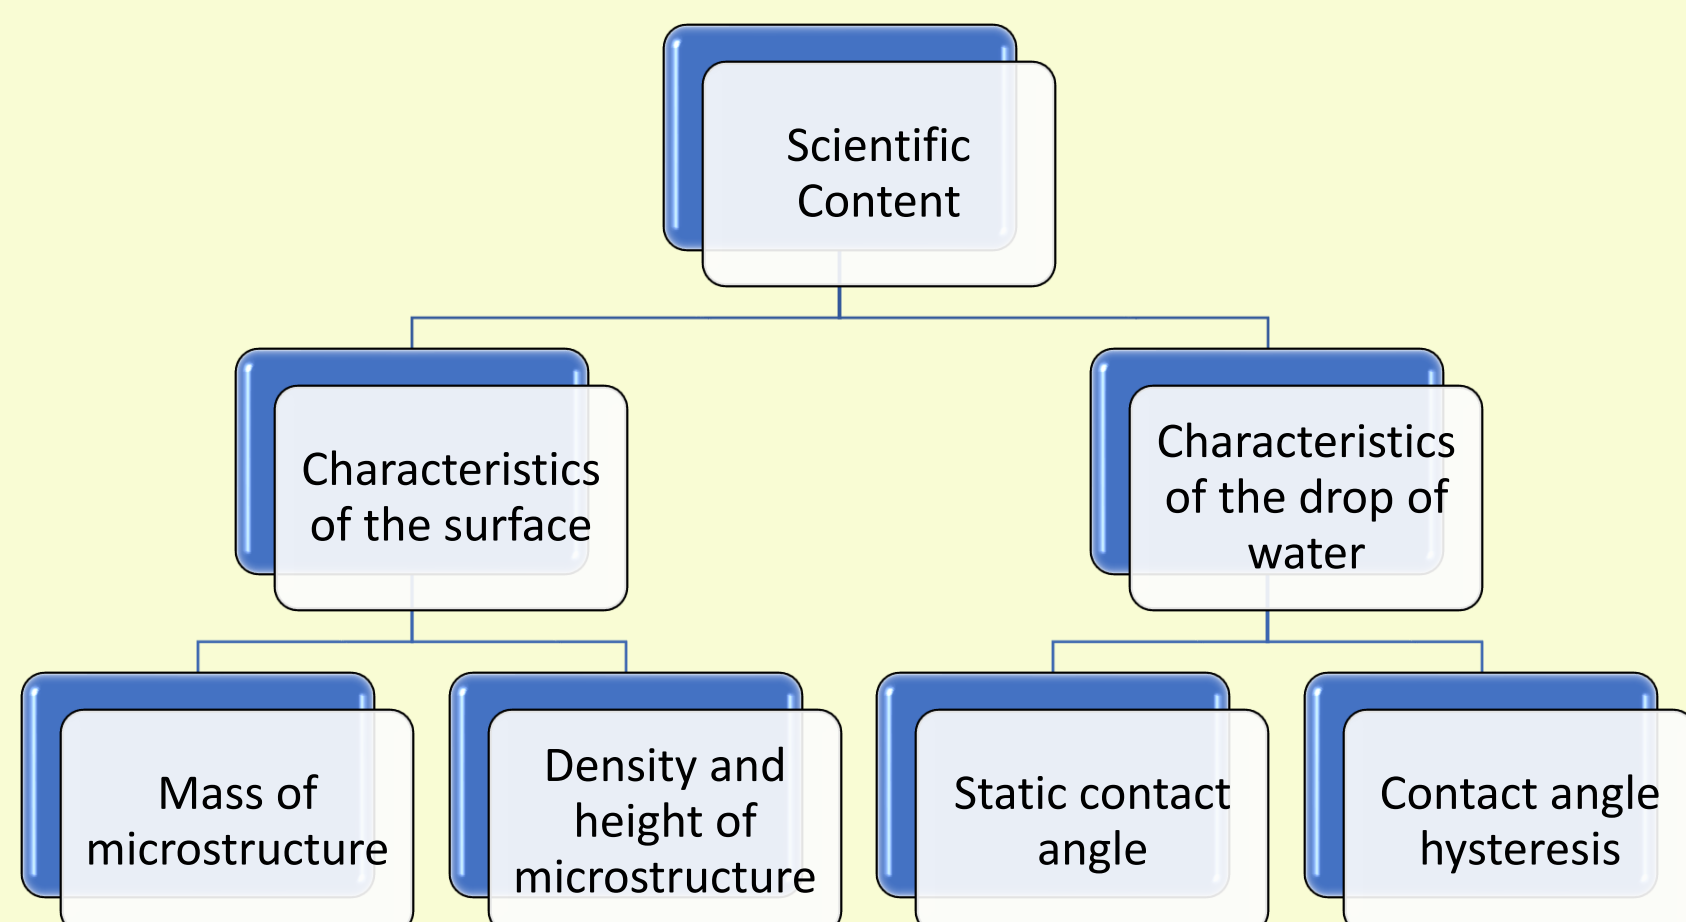 Scientific
Content
Characteristics
of the surface
Characteristics
of the drop of
water
Mass of
microstructure
Density and
height of
microstructure
Static contact
angle
Contact angle
hysteresis